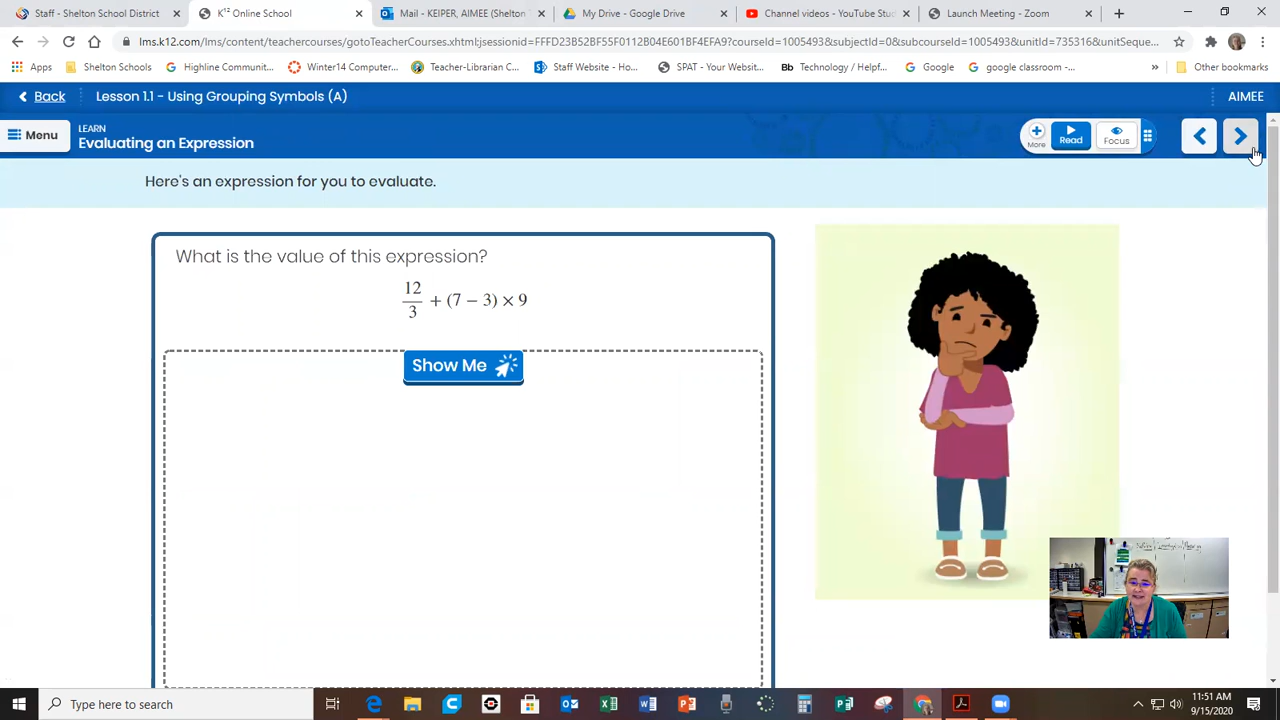 Staff - Shelton School District
K¹² Online School
Mail - KEIPER, AIMEE (Shelton
My Drive - Google Drive
Channel videos - YouTube Stu
Launch Meeting - Zoom
lms.k12.com/lms/content/teachercourses/gotoTeacherCourses.xhtml;jsessionid=FFFD23B52BF55F0112B04E601BF4EFA9?courseId=1005493&subjectId=0&subcourseId=1005493&unitId=735316&unitSeque...
Apps
Shelton Schools
Highline Communit...
Winter14 Computer...
Teacher-Librarian C...
Staff Website - Ho...
SPAT - Your Websit...
Bb Technology / Helpf...
Google
google classroom -...
»
Other bookmarks
Back
Lesson 1.1 - Using Grouping Symbols (A)
AIMEE
Menu
LEARN
Evaluating an Expression
More
Read
Focus
Here's an expression for you to evaluate.
What is the value of this expression?
12/3 + (7 − 3) × 9
Show Me
Type here to search
11:51 AM
9/15/2020